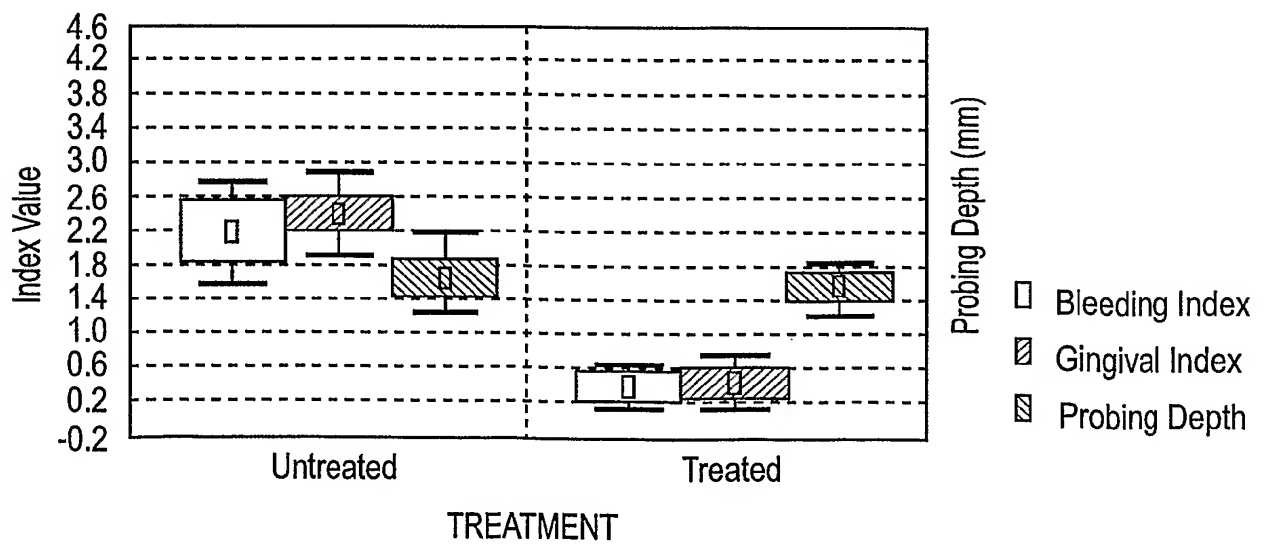 4.6
4.2
3.8
3.4
3.0
2.6
2.2
1.8
1.4
1.0
0.6
0.2
-0.2
Index Value
Probing Depth (mm)
Untreated
Treated
TREATMENT
Bleeding Index
Gingival Index
Probing Depth